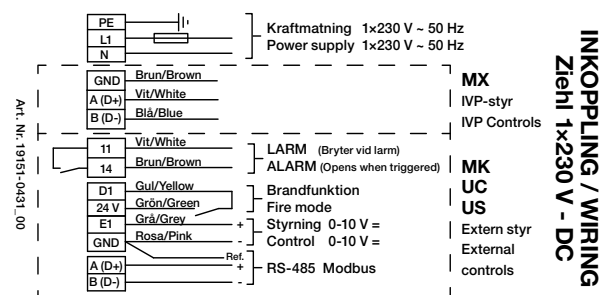 INKOPPLING / WIRING
Ziehl 1×230 V - DC
PE
L1
N
Kraftmatning 1×230 V ~ 50 Hz
Power supply 1×230 V ~ 50 Hz
GND Brun/Brown
A (D+) Vit/White
B (D-) Blå/Blue
MX
IVP-styr
IVP Controls
11 Vit/White
14 Brun/Brown
LARM (Bryter vid larm)
ALARM (Opens when triggered)
D1 Gul/Yellow
24 V Grön/Green
Brandfunktion
Fire mode
E1 Grå/Grey +
GND Rosa/Pink -
Styrning 0-10 V =
Control 0-10 V =
Ref.
A (D+) +
B (D-) -
RS-485 Modbus
MK
UC
US
Extern styr
External
controls
Art. Nr. 19151-0431_00